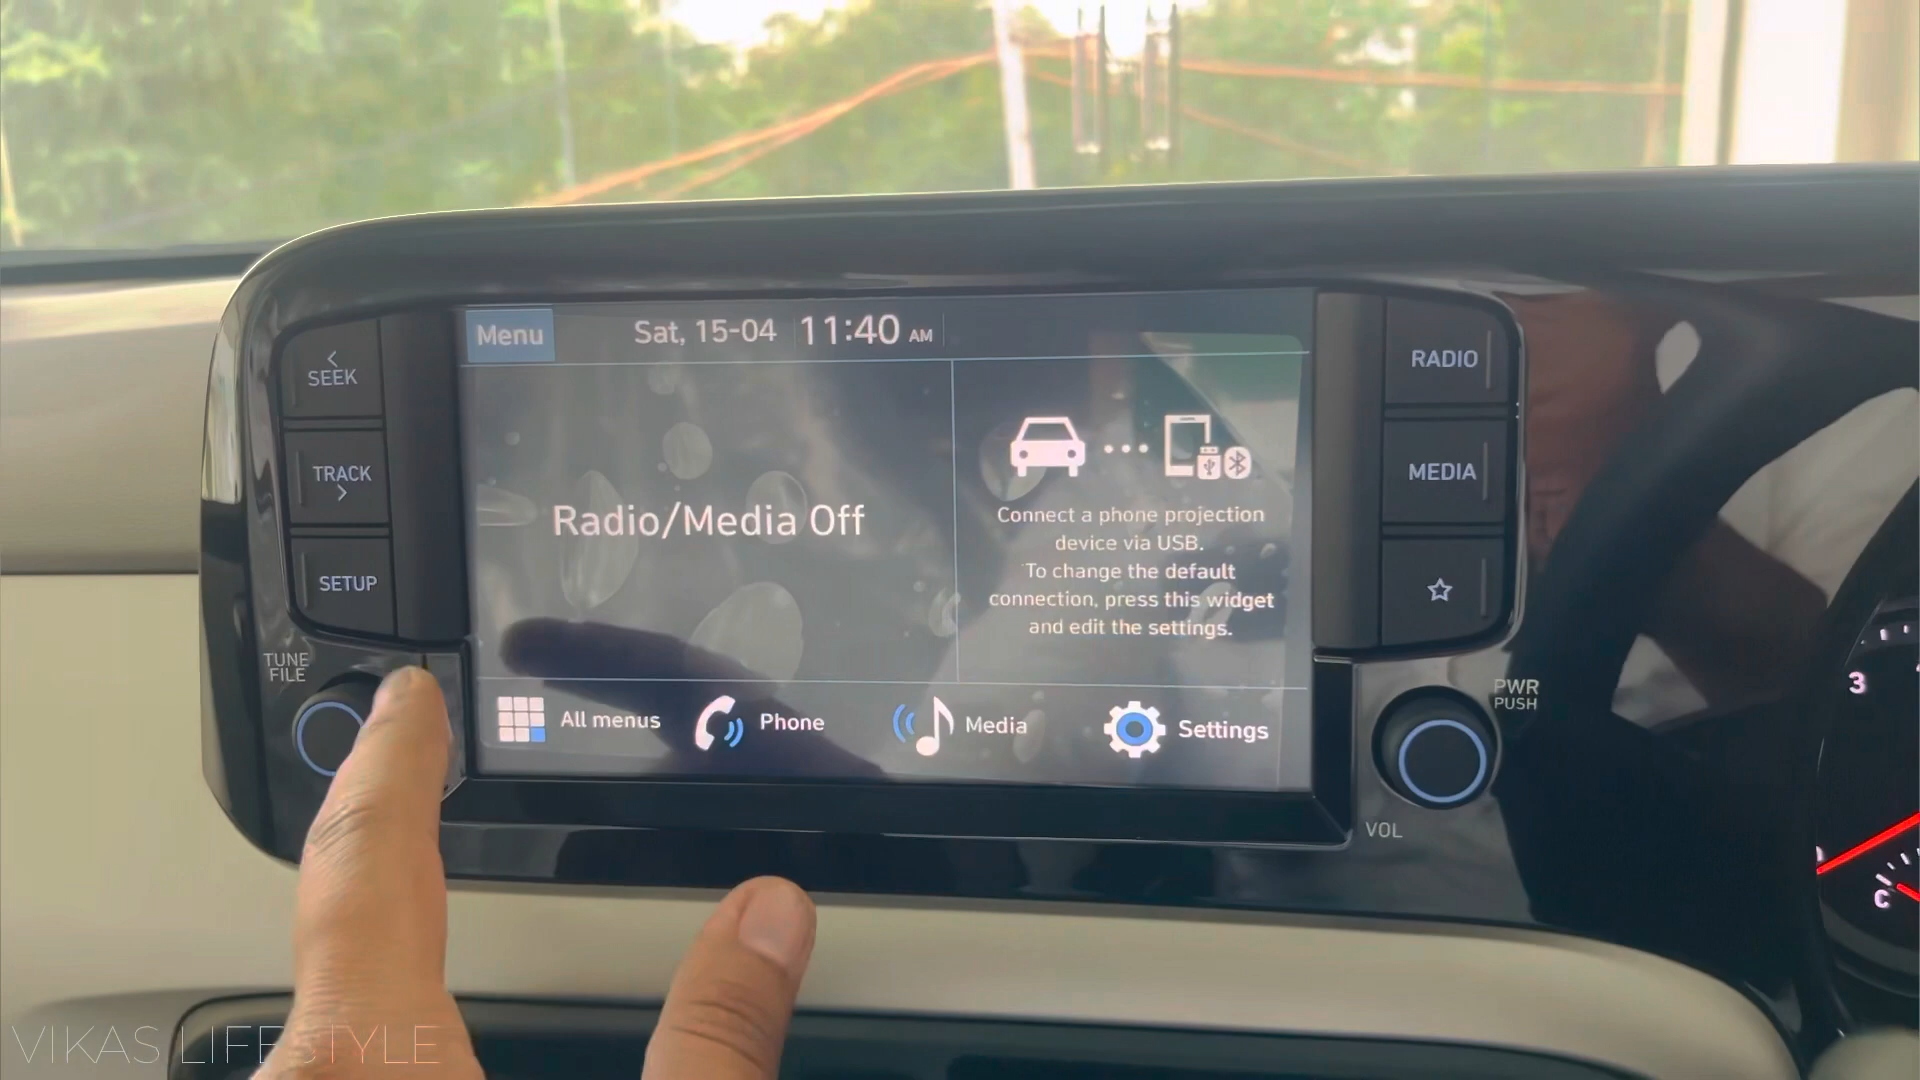 <
SEEK
TRACK
>
SETUP
TUNE
FILE
Menu
Sat, 15-04
11:40 AM
Radio/Media Off
Connect a phone projection
device via USB.
To change the default
connection, press this widget
and edit the settings.
All menus
Phone
Media
Settings
RADIO
MEDIA
PWR
PUSH
VOL
3
C
VIKAS LIFESTYLE